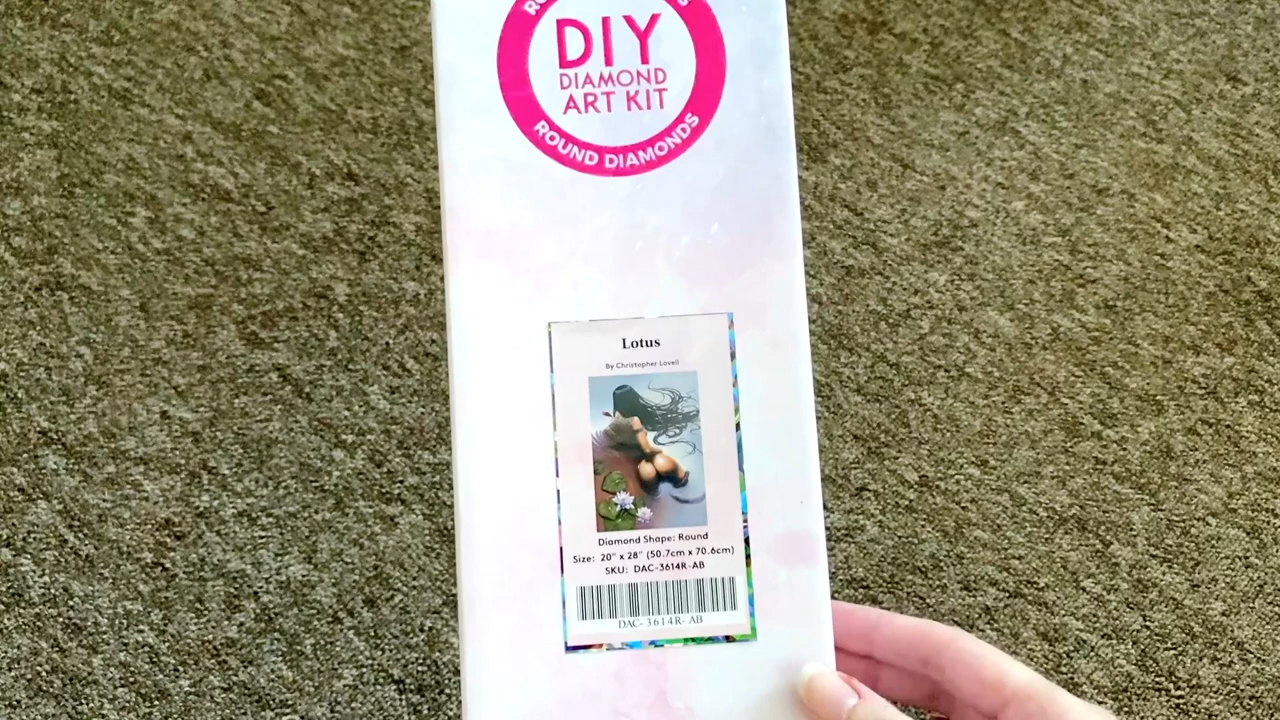 DIY
DIAMOND
ART KIT
ROUND DIAMONDS
Lotus
By Christopher Lovell
Diamond Shape: Round
Size: 20" x 28" (50.7cm x 70.6cm)
SKU: DAC-3614R-AB
DAC-3614R-AB